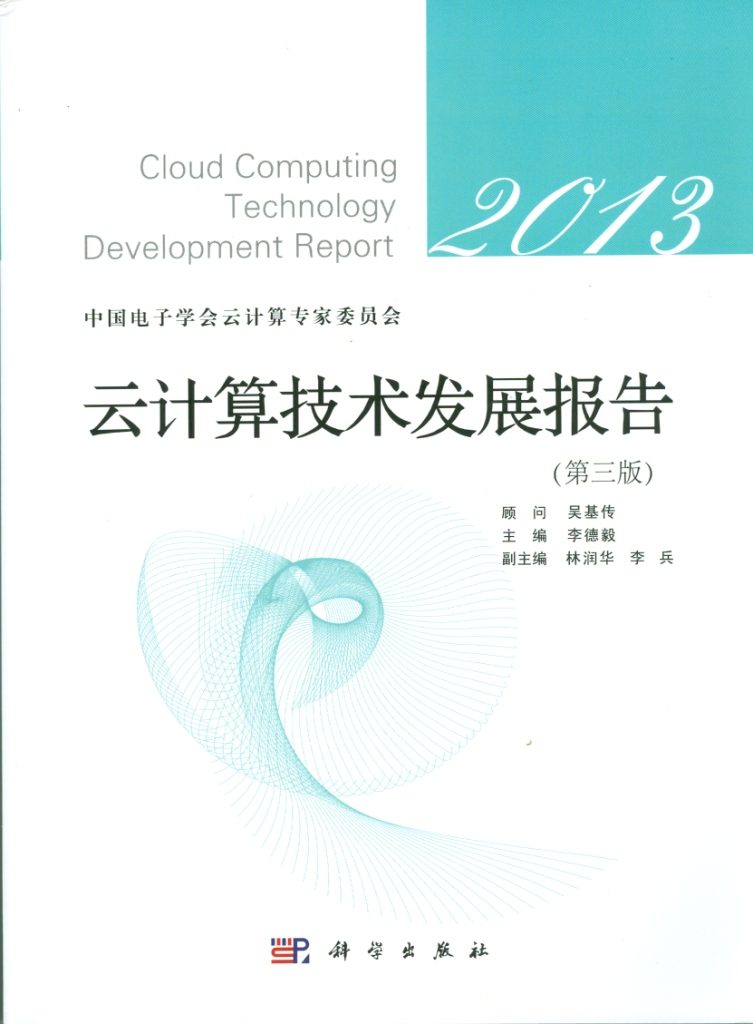 2013
Cloud Computing
Technology
Development Report
中国电子学会云计算专家委员会
云计算技术发展报告
(第三版)
顾 问 吴基传
主 编 李德毅
副主编 林润华 李 兵
科学出版社